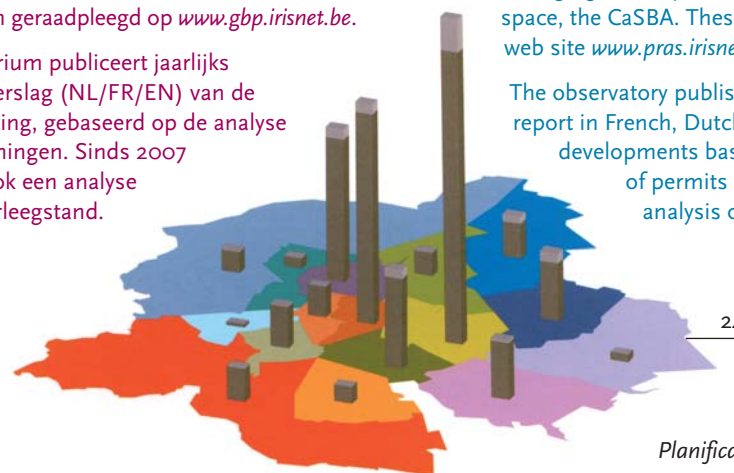 n geraadpleegd op www.gbp.irisnet.be.
rium publiceert jaarlijks
erslag (NL/FR/EN) van de
ing, gebaseerd op de analyse
ningen. Sinds 2007
ok een analyse
rleegstand.
space, the CaSBA. Thes
web site www.pras.irisne
The observatory publis
report in French, Dutch
developments bas
of permits
analysis o
2
Planifica